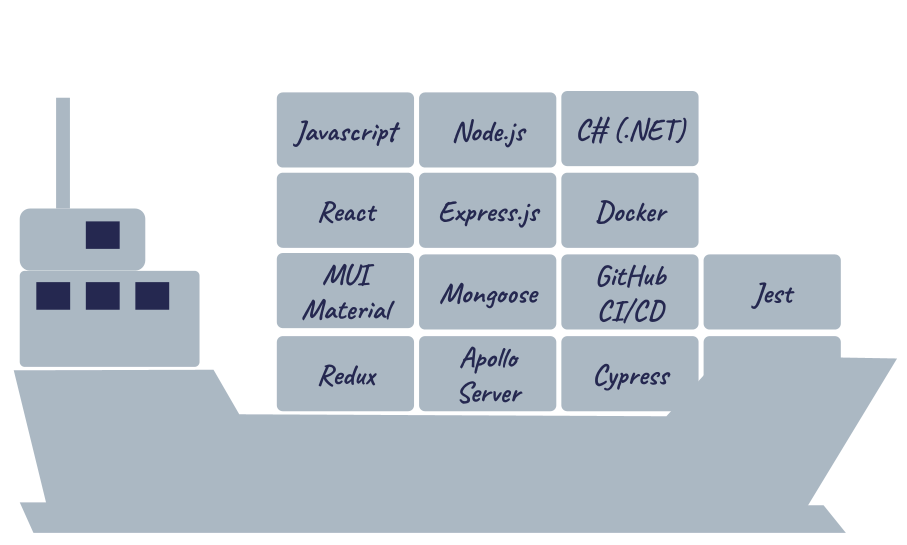 Javascript
Node.js
C# (.NET)
React
Express.js
Docker
MUI
Material
Mongoose
GitHub
CI/CD
Jest
Redux
Apollo
Server
Cypress